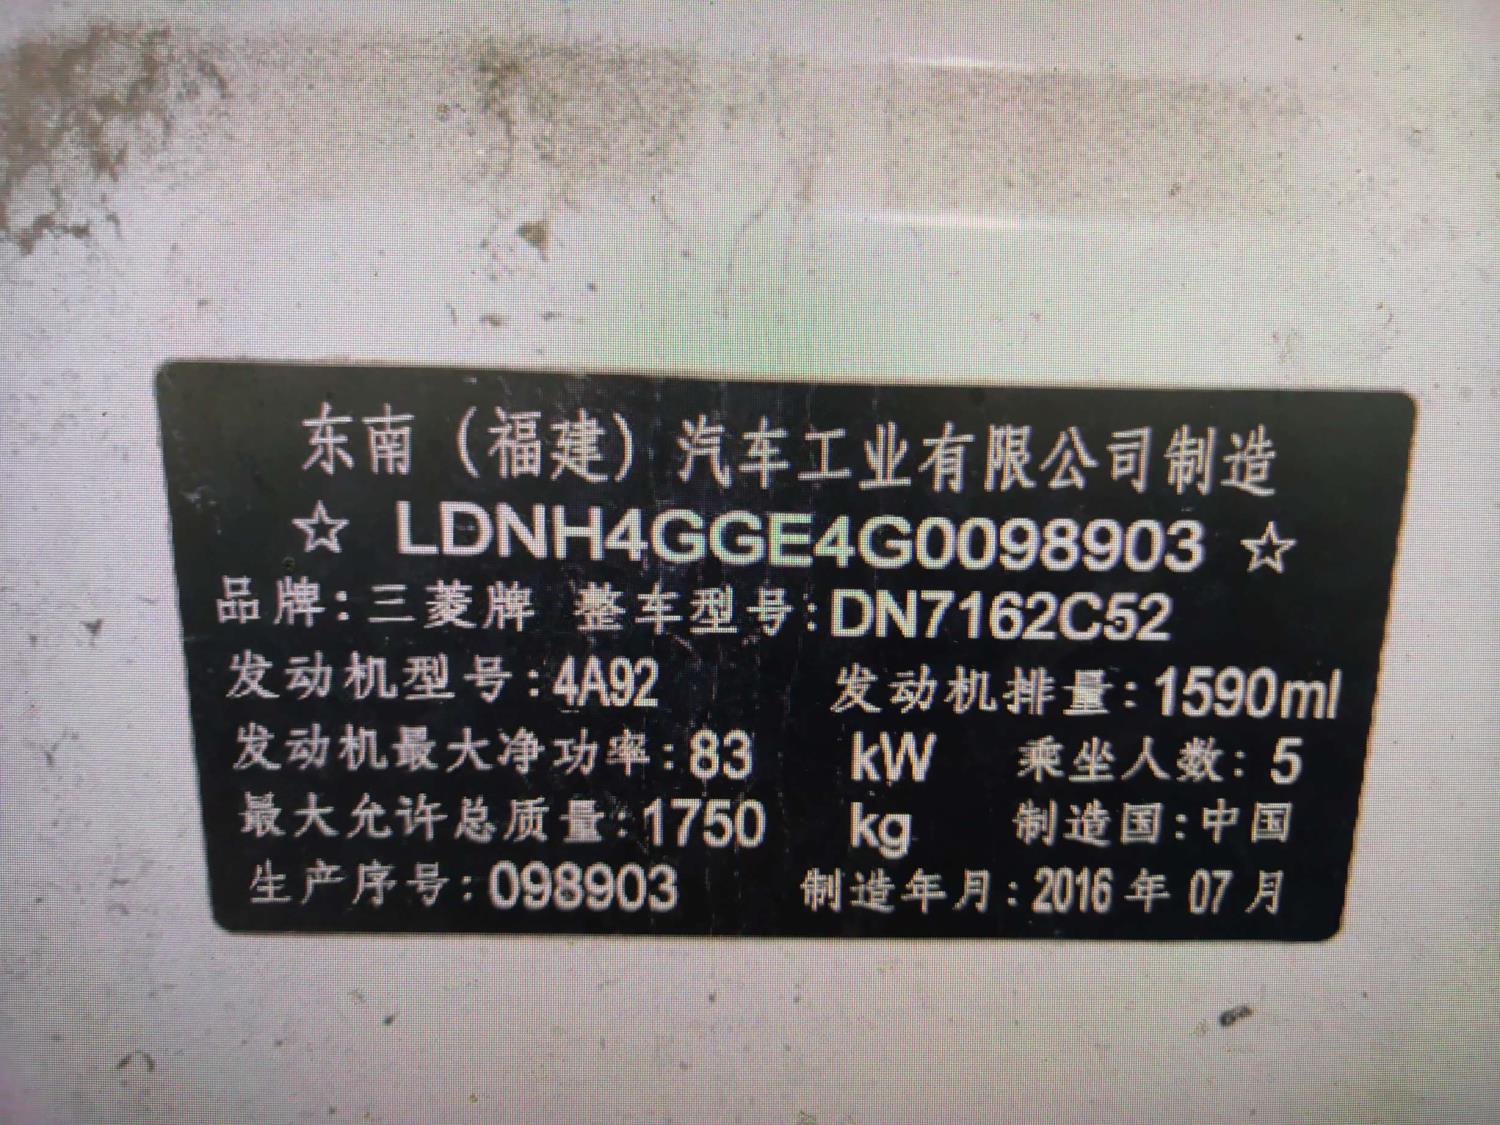 东南（福建）汽车工业有限公司制造
☆ LDNH4GGE4G0098903 ☆
品牌：三菱牌 整车型号：DN7162C52
发动机型号：4A92 发动机排量：1590ml
发动机最大净功率：83 kW 乘坐人数：5
最大允许总质量：1750 kg 制造国：中国
生产序号：098903 制造年月：2016 年 07 月